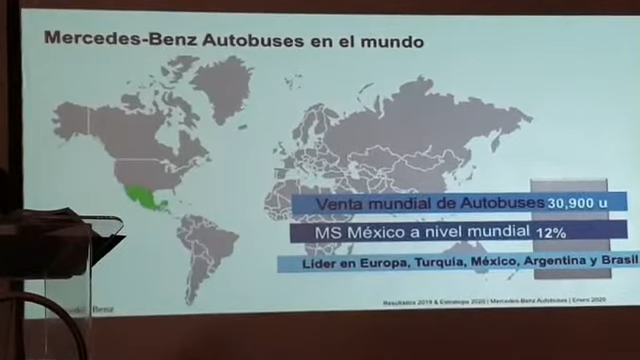 Mercedes-Benz Autobuses en el mundo
Venta mundial de Autobuses 30,900 u
MS México a nivel mundial 12%
Líder en Europa, Turquía, México, Argentina y Brasil
Resultados 2019 & Estrategia 2020 | Mercedes-Benz Autobuses | Enero 2020
Benz